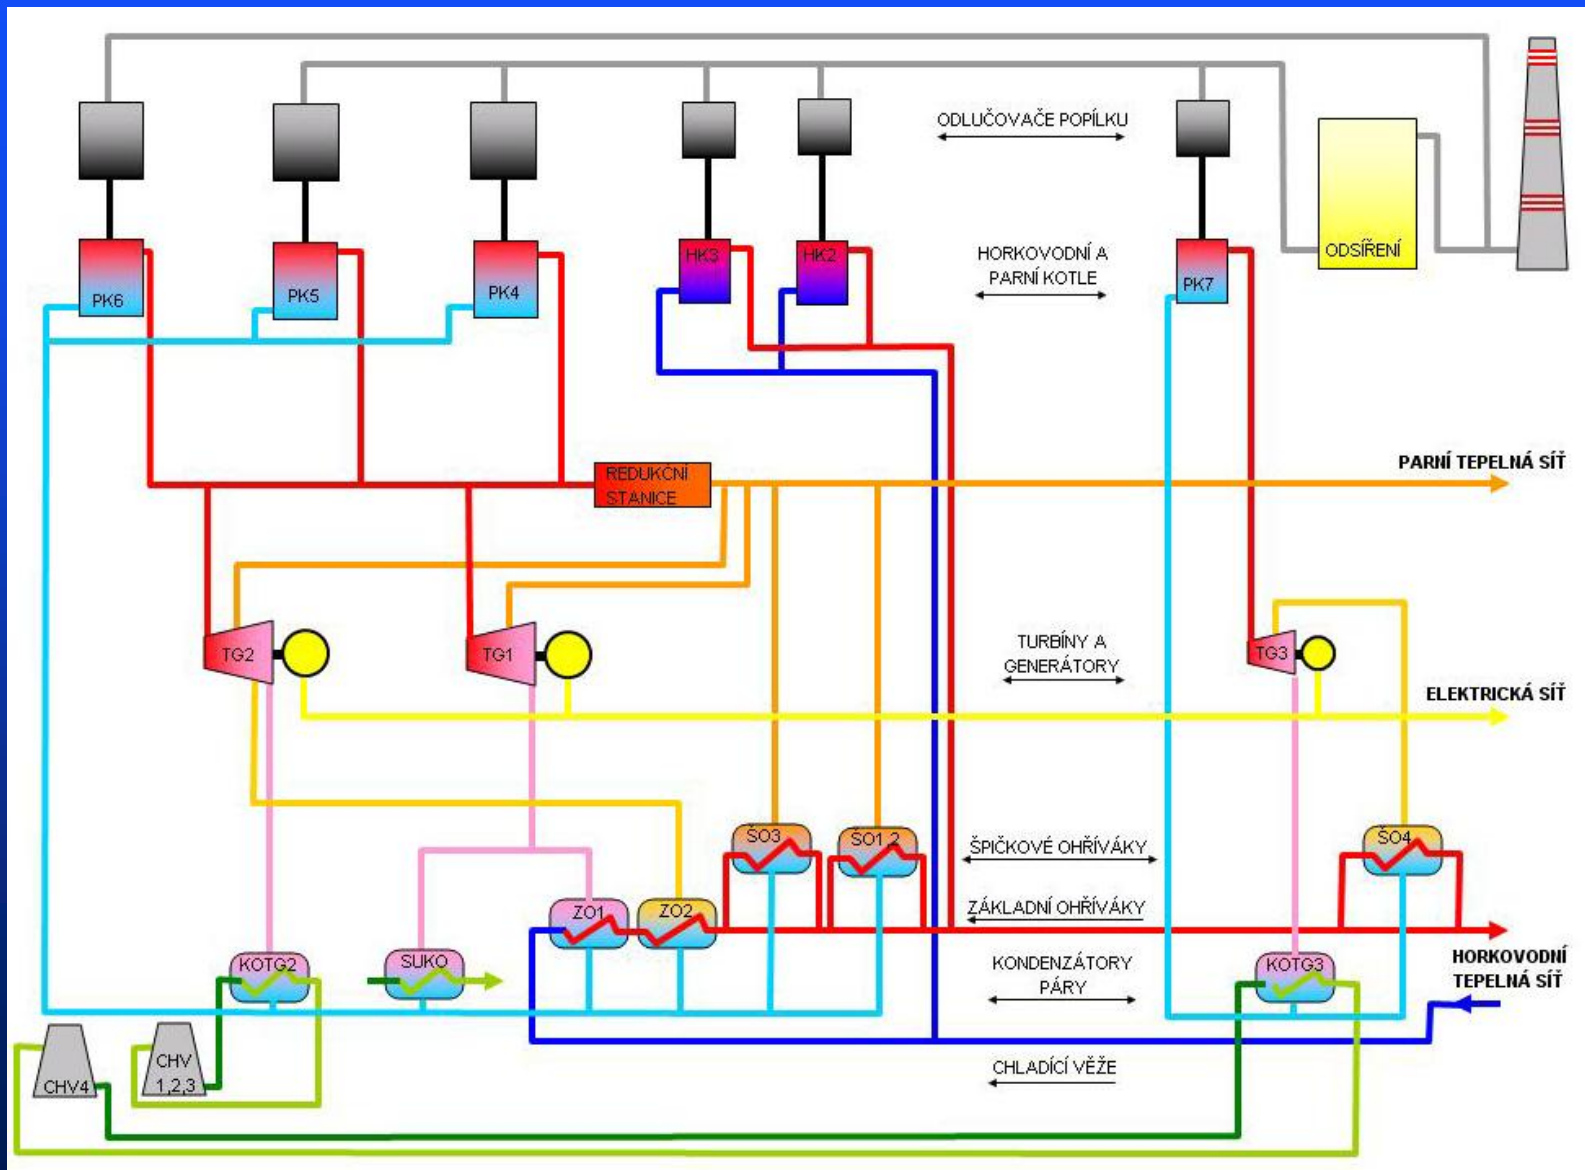 ODLUČOVAČE POPÍLKU
ODSÍŘENÍ
PK6
PK5
PK4
HK3
HK2
HORKOVODNÍ A
PARNÍ KOTLE
PK7
REDUKČNÍ
STANICE
PARNÍ TEPELNÁ SÍŤ
TG2
TG1
TURBÍNY A
GENERÁTORY
TG3
ELEKTRICKÁ SÍŤ
ŠO3
ŠO1,2
ŠPIČKOVÉ OHŘÍVÁKY
ŠO4
ZO1
ZO2
ZÁKLADNÍ OHŘÍVÁKY
KOTG2
SUKO
KONDENZÁTORY
PÁRY
KOTG3
HORKOVODNÍ
TEPELNÁ SÍŤ
CHV4
CHV
1,2,3
CHLADÍCÍ VĚŽE